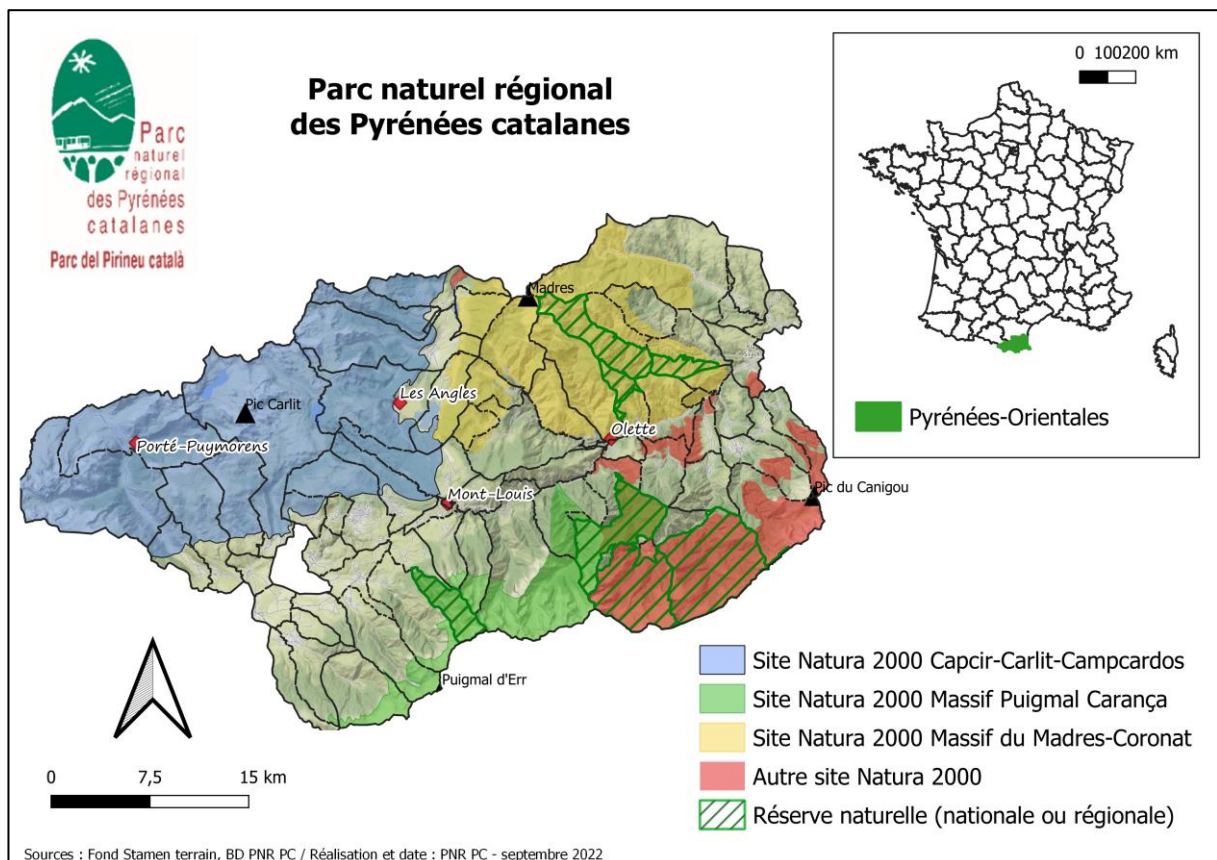 Parc
naturel
régional
des Pyrénées
catalanes
Parc del Pirineu català
Parc naturel régional
des Pyrénées catalanes
0 100200 km
Pyrénées-Orientales
Madres
Les Angles
Pic Carlit
Porté-Puymorens
Olette
Mont-Louis
Pic du Canigou
Puigmal d'Err
Site Natura 2000 Capcir-Carlit-Campcardos
Site Natura 2000 Massif Puigmal Carança
Site Natura 2000 Massif du Madres-Coronat
Autre site Natura 2000
Réserve naturelle (nationale ou régionale)
0 7,5 15 km
Sources : Fond Stamen terrain, BD PNR PC / Réalisation et date : PNR PC - septembre 2022